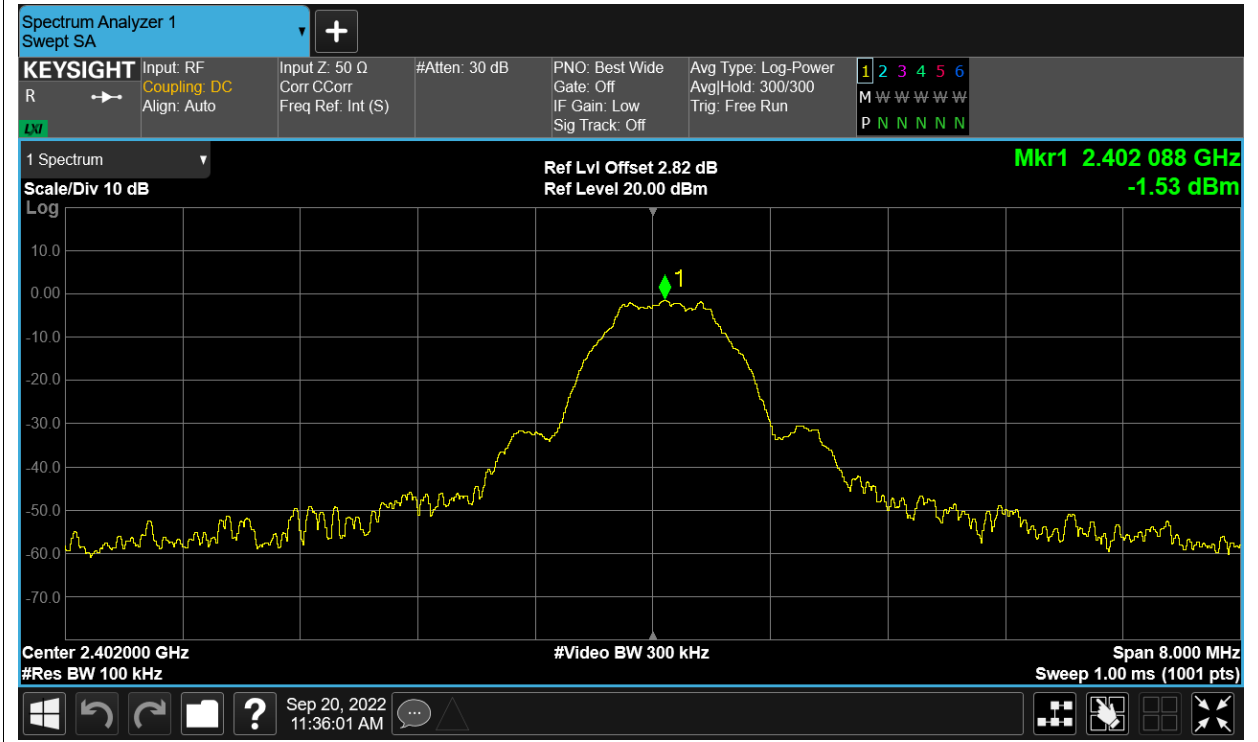 Spectrum Analyzer 1
Swept SA
+
KEYSIGHT
R
LXI
Input: RF
Coupling: DC
Align: Auto
Input Z: 50 Ω
Corr CCorr
Freq Ref: Int (S)
#Atten: 30 dB
PNO: Best Wide
Gate: Off
IF Gain: Low
Sig Track: Off
Avg Type: Log-Power
Avg|Hold: 300/300
Trig: Free Run
1 2 3 4 5 6
M W W W W W
P N N N N N
1 Spectrum
Scale/Div 10 dB
Log
Ref Lvl Offset 2.82 dB
Ref Level 20.00 dBm
Mkr1 2.402 088 GHz
-1.53 dBm
10.0
0.00
-10.0
-20.0
-30.0
-40.0
-50.0
-60.0
-70.0
1
Center 2.402000 GHz
#Res BW 100 kHz
#Video BW 300 kHz
Span 8.000 MHz
Sweep 1.00 ms (1001 pts)
?
Sep 20, 2022
11:36:01 AM